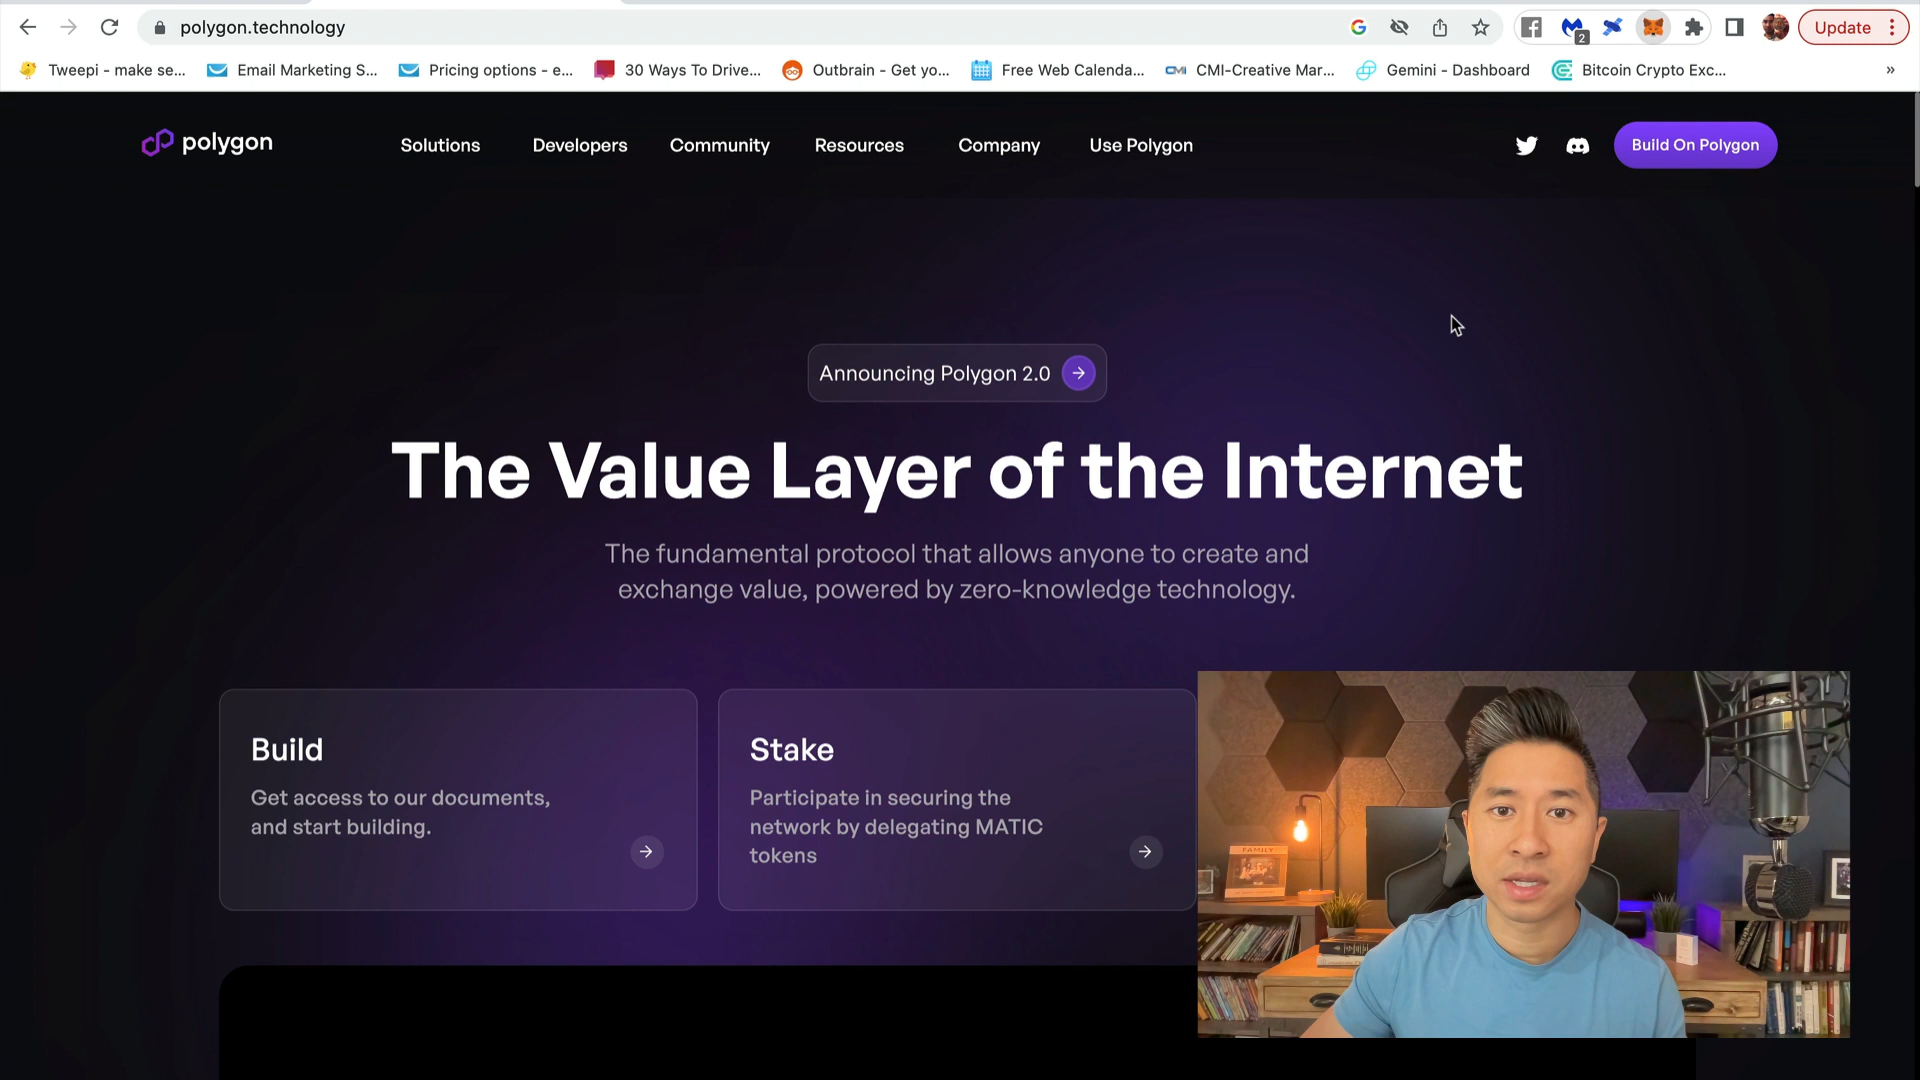 polygon.technology
2
Update
Tweepi - make se...
Email Marketing S...
Pricing options - e...
30 Ways To Drive...
Outbrain - Get yo...
Free Web Calenda...
CMI-Creative Mar...
Gemini - Dashboard
Bitcoin Crypto Exc...
»
polygon
Solutions
Developers
Community
Resources
Company
Use Polygon
Build On Polygon
Announcing Polygon 2.0
The Value Layer of the Internet
The fundamental protocol that allows anyone to create and
exchange value, powered by zero-knowledge technology.
Build
Get access to our documents,
and start building.
Stake
Participate in securing the
network by delegating MATIC
tokens
FAMILY